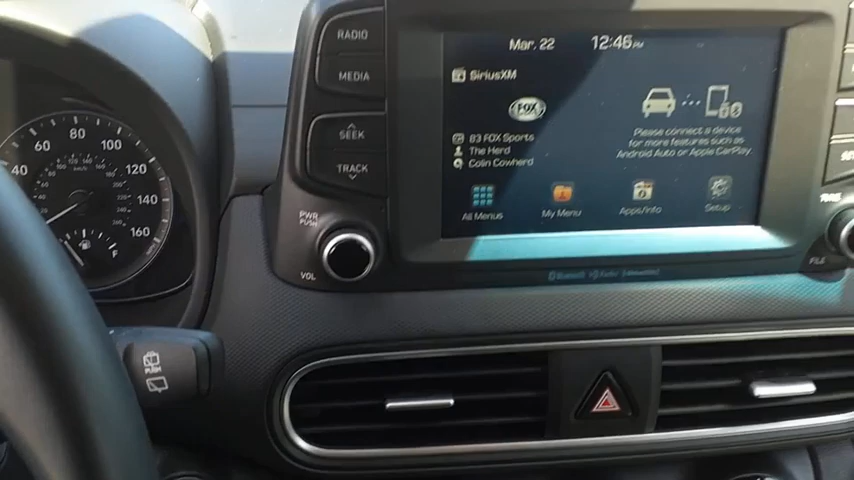 RADIO
MEDIA
SEEK
TRACK
PWR
PUSH
VOL
Mar. 22 12:46 PM
SiriusXM
FOX
83 FOX Sports
The Herd
Colin Cowherd
Please connect a device
for more features such as
Android Auto or Apple CarPlay.
All Menus
My Menu
Apps/Info
Setup
Bluetooth
FILE
40
60
80
100
120
140
160
F
PUSH